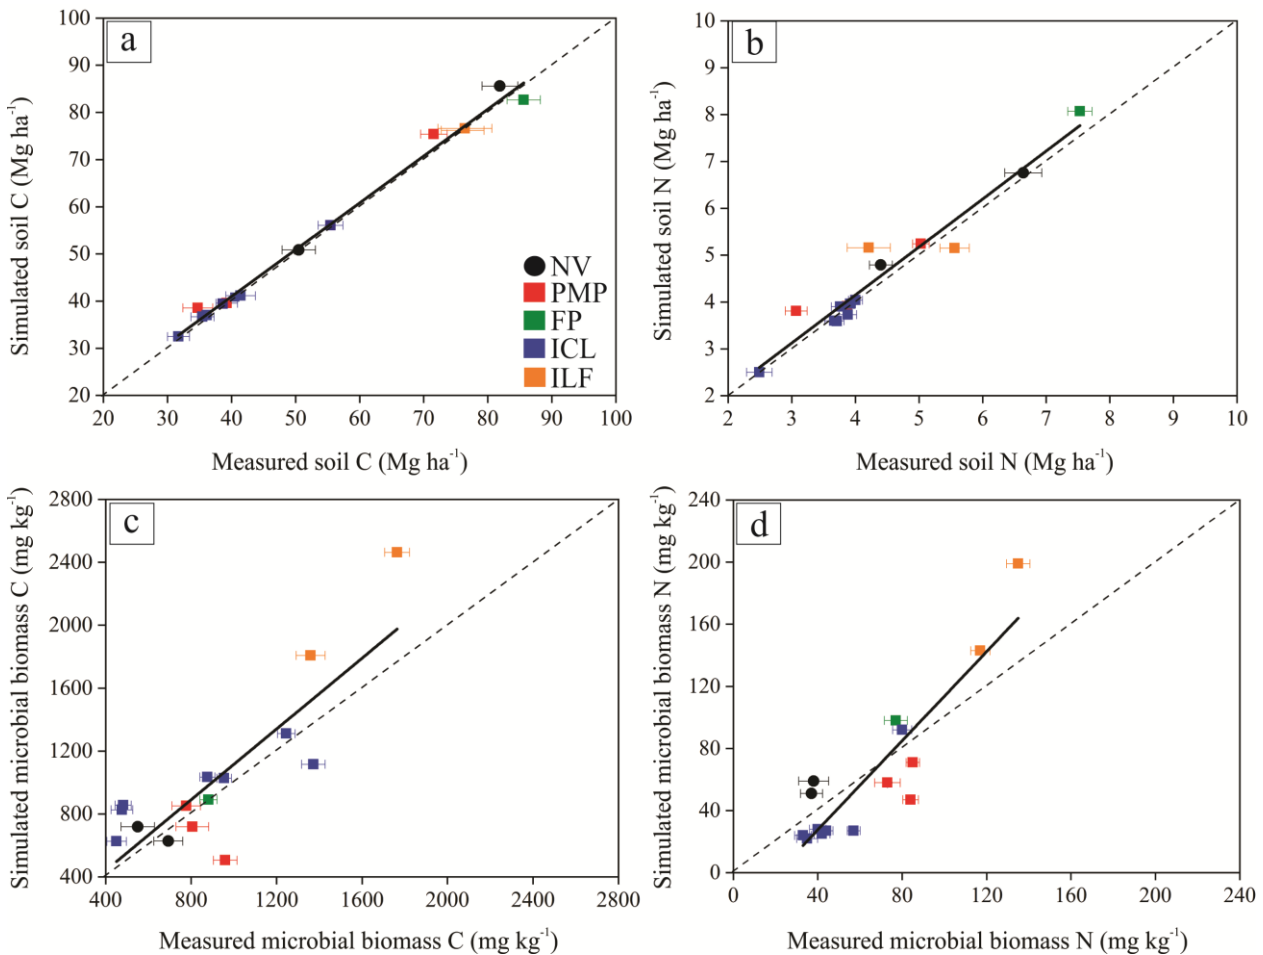 a
100
90
80
70
60
50
40
30
20
20 30 40 50 60 70 80 90 100
Simulated soil C (Mg ha⁻¹)
Measured soil C (Mg ha⁻¹)
NV
PMP
FP
ICL
ILF
b
10
9
8
7
6
5
4
3
2
2 3 4 5 6 7 8 9 10
Simulated soil N (Mg ha⁻¹)
Measured soil N (Mg ha⁻¹)
c
2800
2400
2000
1600
1200
800
400
400 800 1200 1600 2000 2400 2800
Simulated microbial biomass C (mg kg⁻¹)
Measured microbial biomass C (mg kg⁻¹)
d
240
200
160
120
80
40
0
0 40 80 120 160 200 240
Simulated microbial biomass N (mg kg⁻¹)
Measured microbial biomass N (mg kg⁻¹)